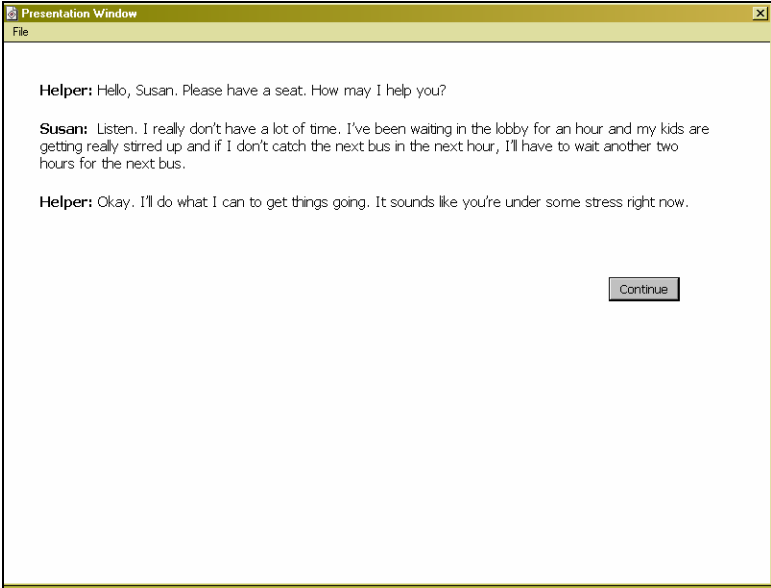 Presentation Window
File
Helper: Hello, Susan. Please have a seat. How may I help you?
Susan: Listen. I really don't have a lot of time. I've been waiting in the lobby for an hour and my kids are
getting really stirred up and if I don't catch the next bus in the next hour, I'll have to wait another two
hours for the next bus.
Helper: Okay. I'll do what I can to get things going. It sounds like you're under some stress right now.
Continue